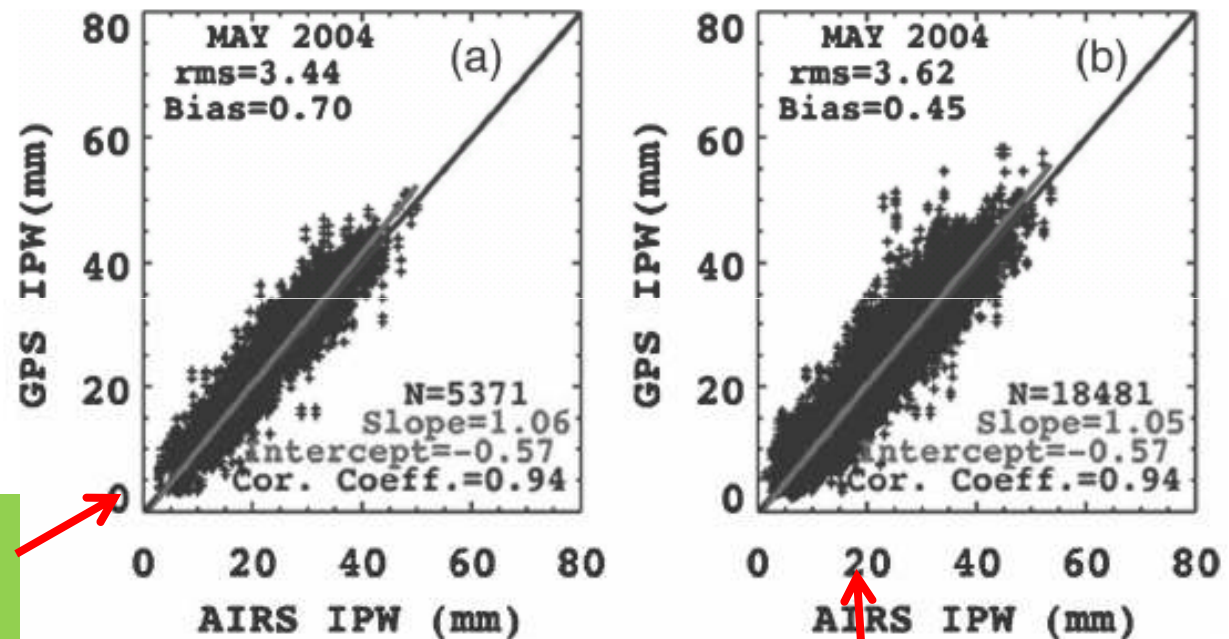 80
60
40
20
0
GPS IPW(mm)
MAY 2004
rms=3.44
Bias=0.70
(a)
N=5371
Slope=1.06
intercept=-0.57
Cor. Coeff.=0.94
0 20 40 60 80
AIRS IPW (mm)
80
60
40
20
0
GPS IPW(mm)
MAY 2004
rms=3.62
Bias=0.45
(b)
N=18481
Slope=1.05
intercept=-0.57
Cor. Coeff.=0.94
0 20 40 60 80
AIRS IPW (mm)